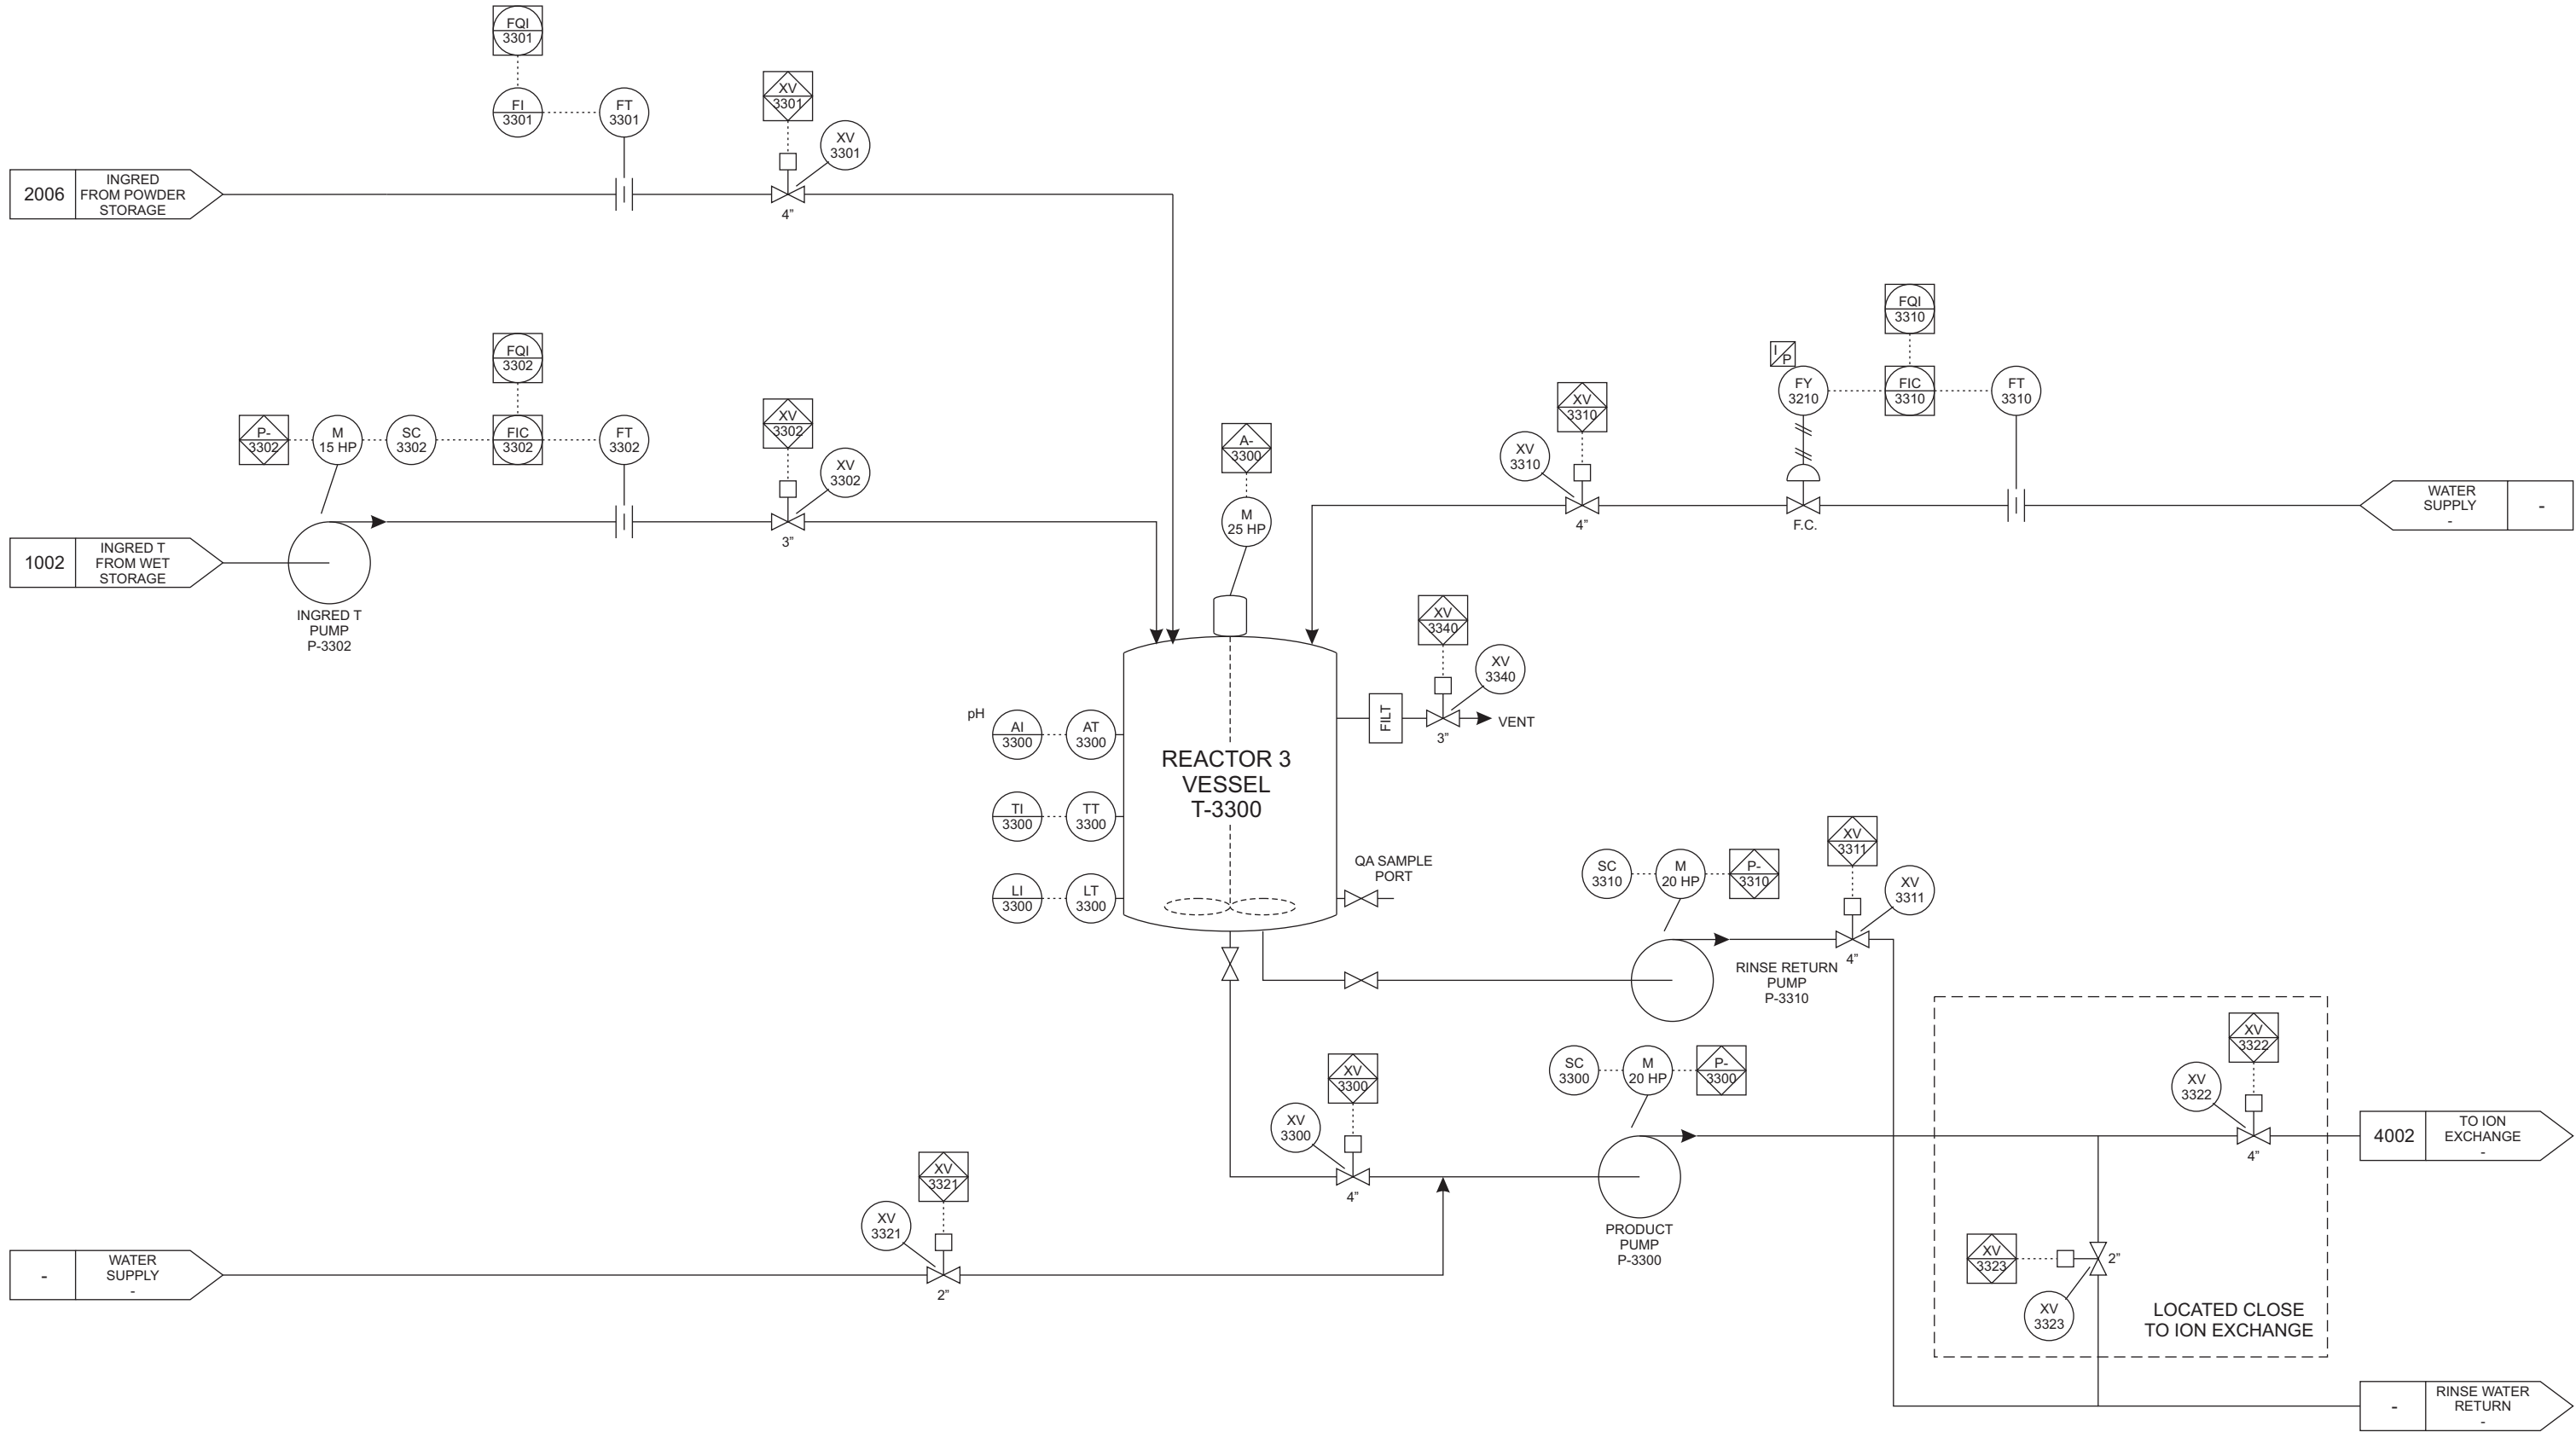 FQI
3301
FI
3301
FT
3301
XV
3301
XV
3301
2006
INGRED
FROM POWDER
STORAGE
4”
FQI
3302
P-
3302
M
15 HP
SC
3302
FIC
3302
FT
3302
XV
3302
XV
3302
1002
INGRED T
FROM WET
STORAGE
3”
INGRED T
PUMP
P-3302
A-
3300
M
25 HP
FQI
3310
I
P
FY
3210
FIC
3310
FT
3310
XV
3310
XV
3310
4”
F.C.
WATER
SUPPLY
-
-
XV
3340
XV
3340
FILT
3”
VENT
pH
AI
3300
AT
3300
TI
3300
TT
3300
LI
3300
LT
3300
REACTOR 3
VESSEL
T-3300
QA SAMPLE
PORT
SC
3310
M
20 HP
P-
3310
XV
3311
XV
3311
4”
RINSE RETURN
PUMP
P-3310
SC
3300
M
20 HP
P-
3300
XV
3300
XV
3300
4”
PRODUCT
PUMP
P-3300
XV
3322
XV
3322
4”
4002
TO ION
EXCHANGE
-
XV
3321
XV
3321
-
WATER
SUPPLY
-
2”
XV
3323
2”
XV
3323
LOCATED CLOSE
TO ION EXCHANGE
-
RINSE WATER
RETURN
-